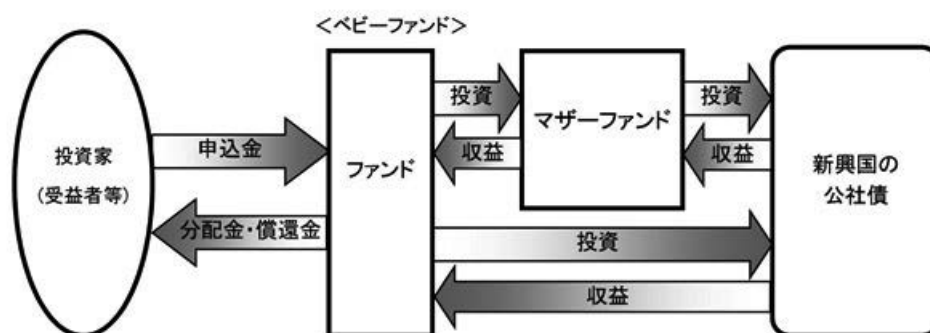 ＜ベビーファンド＞
投資家
(受益者等)
申込金
分配金・償還金
ファンド
投資
収益
マザーファンド
投資
収益
投資
収益
新興国の
公社債